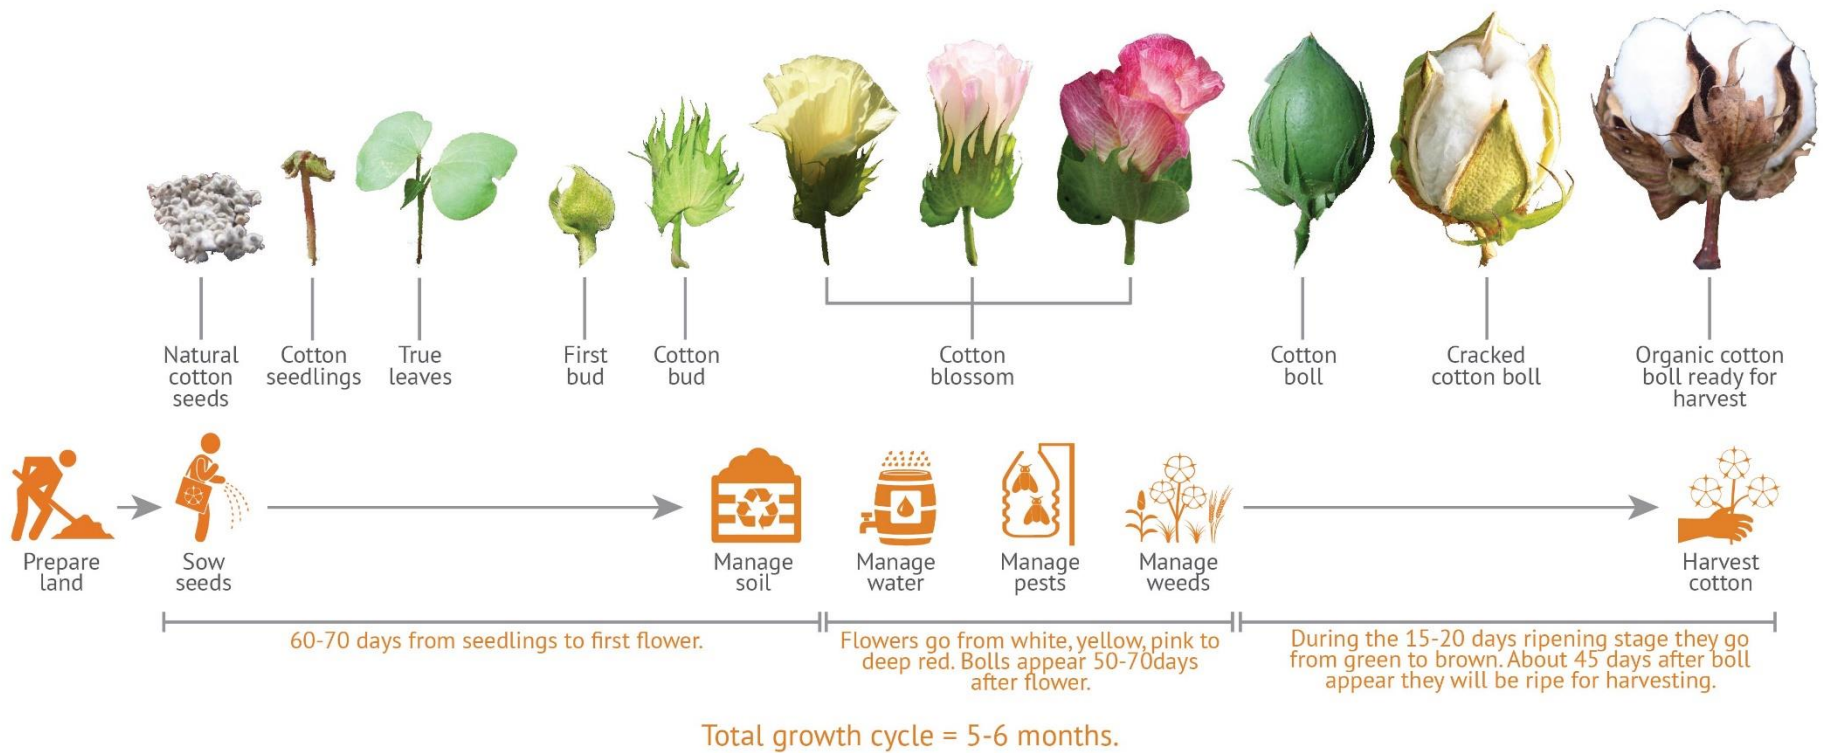 Natural
cotton
seeds
Cotton
seedlings
True
leaves
First
bud
Cotton
bud
Cotton
blossom
Cotton
boll
Cracked
cotton boll
Organic cotton
boll ready for
harvest
Prepare
land
Sow
seeds
Manage
soil
Manage
water
Manage
pests
Manage
weeds
Harvest
cotton
60-70 days from seedlings to first flower.
Flowers go from white, yellow, pink to
deep red. Bolls appear 50-70days
after flower.
During the 15-20 days ripening stage they go
from green to brown. About 45 days after boll
appear they will be ripe for harvesting.
Total growth cycle = 5-6 months.